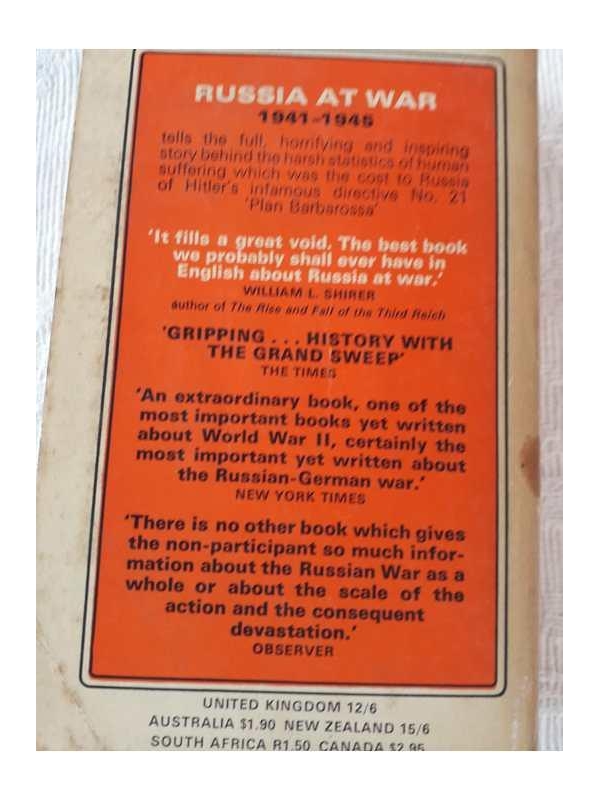 RUSSIA AT WAR
1941-1945
tells the full, horrifying and inspiring
story behind the harsh statistics of human
suffering which was the cost to Russia
of Hitler's infamous directive No. 21
'Plan Barbarossa'
'It fills a great void. The best book
we probably shall ever have in
English about Russia at war.'
WILLIAM L. SHIRER
author of The Rise and Fall of the Third Reich
'GRIPPING . . . HISTORY WITH
THE GRAND SWEEP'
THE TIMES
'An extraordinary book, one of the
most important books yet written
about World War II, certainly the
most important yet written about
the Russian-German war.'
NEW YORK TIMES
'There is no other book which gives
the non-participant so much infor-
mation about the Russian War as a
whole or about the scale of the
action and the consequent
devastation.'
OBSERVER
UNITED KINGDOM 12/6
AUSTRALIA $1.90 NEW ZEALAND 15/6
SOUTH AFRICA R1.50 CANADA $2.95